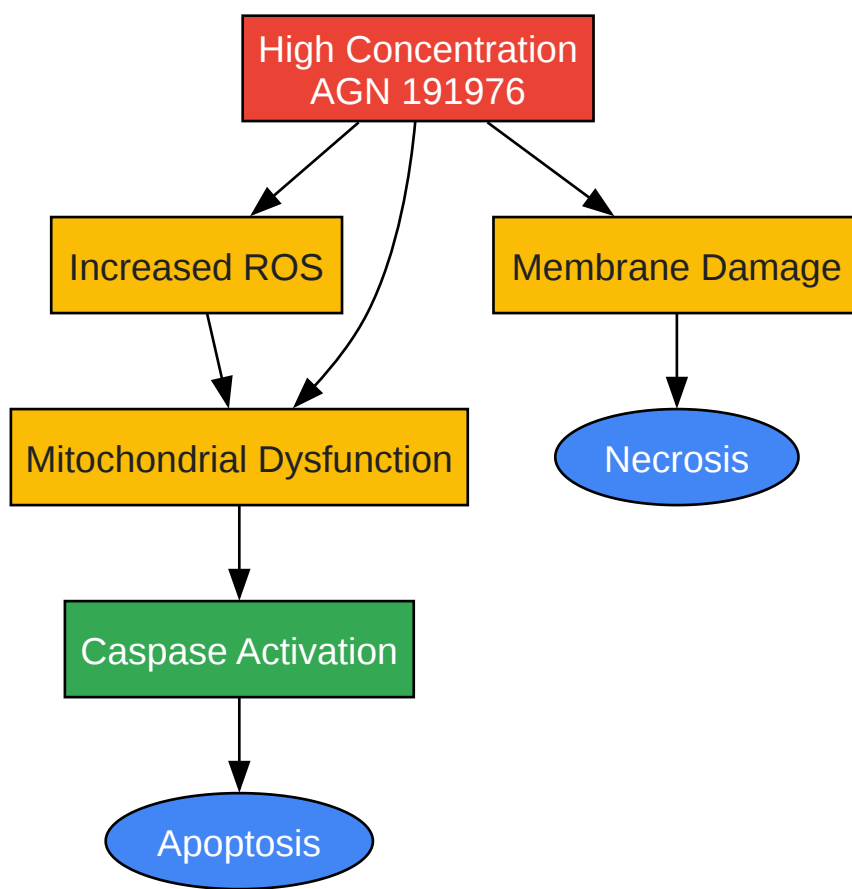 High Concentration
AGN 191976
Increased ROS
Membrane Damage
Mitochondrial Dysfunction
Necrosis
Caspase Activation
Apoptosis